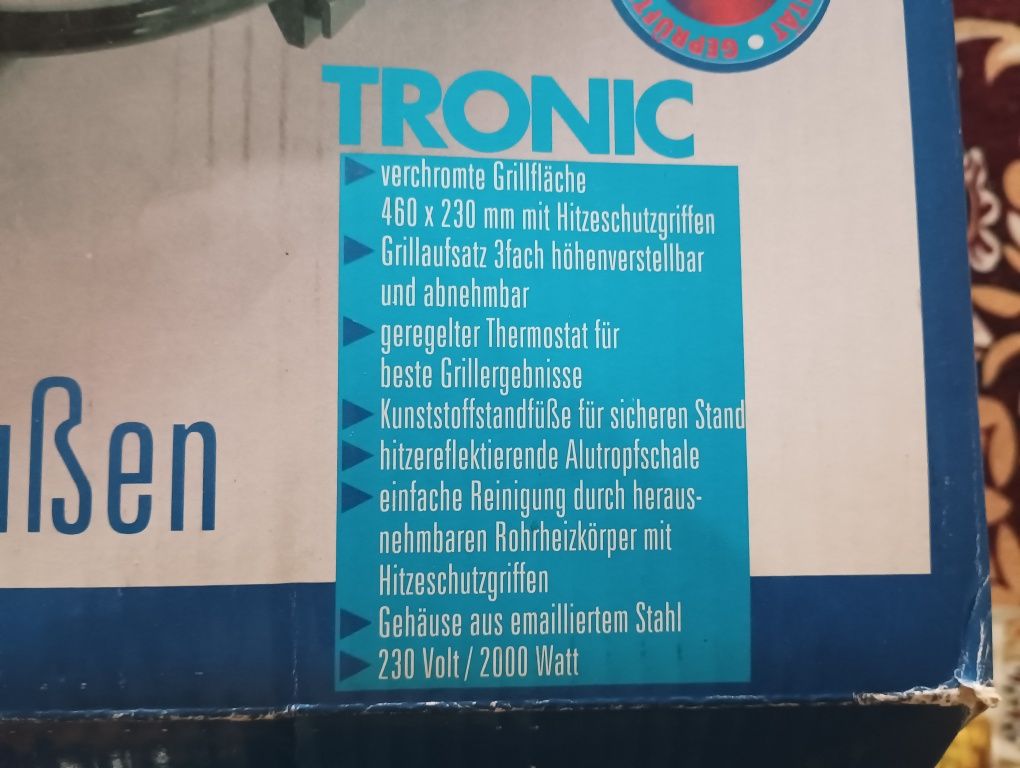 GEPRÜFT
TRONIC
verchromte Grillfläche
460 x 230 mm mit Hitzeschutzgriffen
Grillaufsatz 3fach höhenverstellbar
und abnehmbar
geregelter Thermostat für
beste Grillergebnisse
Kunststoffstandfüße für sicheren Stand
hitzereflektierende Alutropfschale
einfache Reinigung durch heraus-
nehmbaren Rohrheizkörper mit
Hitzeschutzgriffen
Gehäuse aus emailliertem Stahl
230 Volt / 2000 Watt
ußen